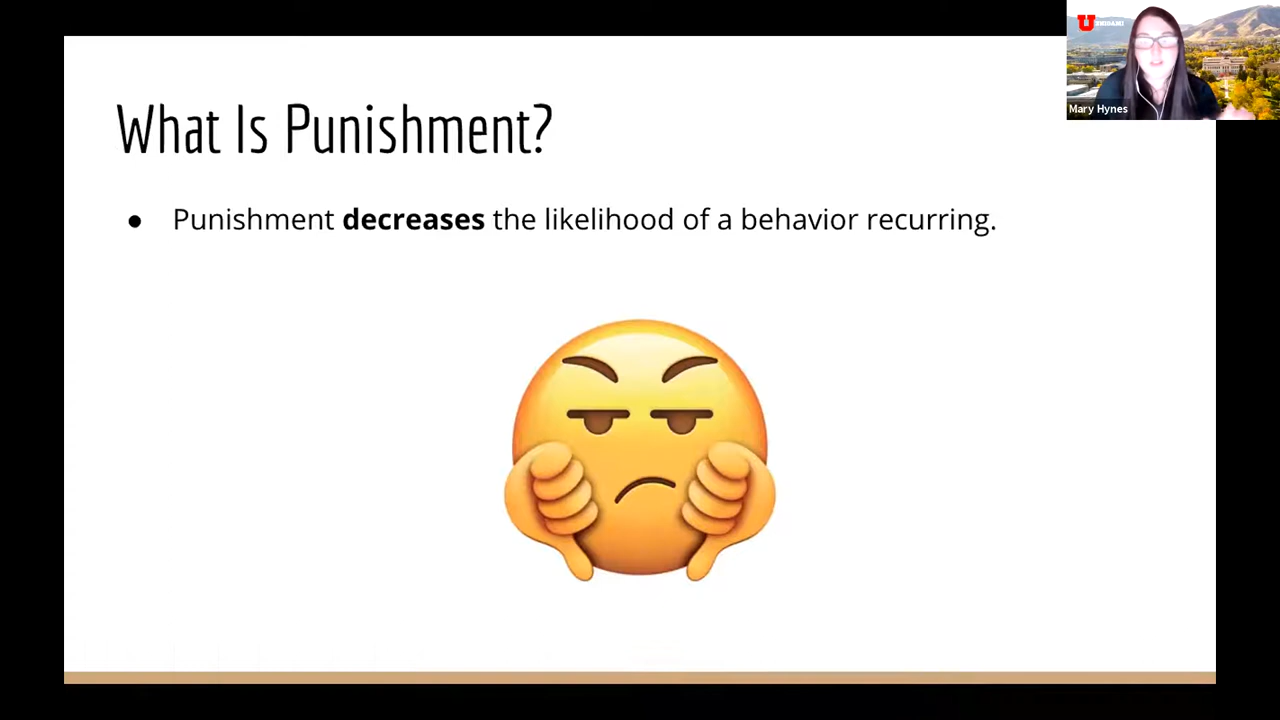 What Is Punishment?
● Punishment decreases the likelihood of a behavior recurring.
U
Mary Hynes